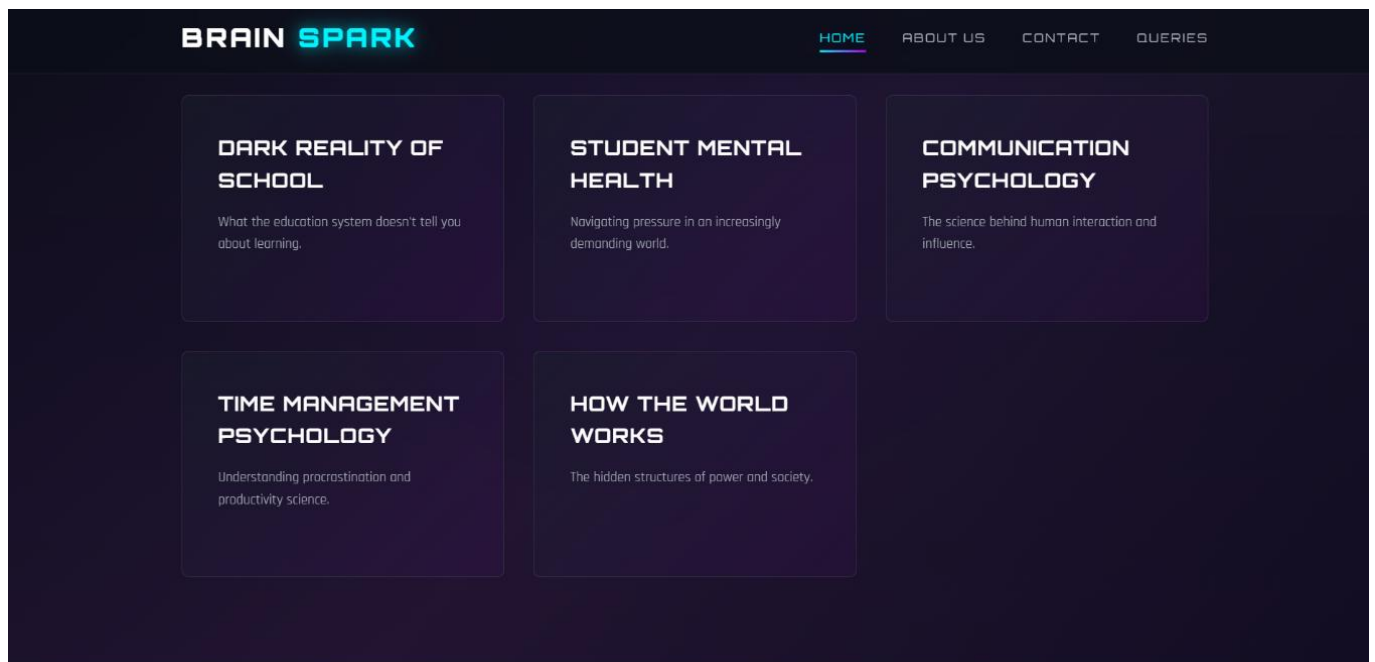 BRAIN SPARK
HOME ABOUT US CONTACT QUERIES
DARK REALITY OF
SCHOOL
What the education system doesn't tell you
about learning.
STUDENT MENTAL
HEALTH
Navigating pressure in an increasingly
demanding world.
COMMUNICATION
PSYCHOLOGY
The science behind human interaction and
influence.
TIME MANAGEMENT
PSYCHOLOGY
Understanding procrastination and
productivity science.
HOW THE WORLD
WORKS
The hidden structures of power and society.